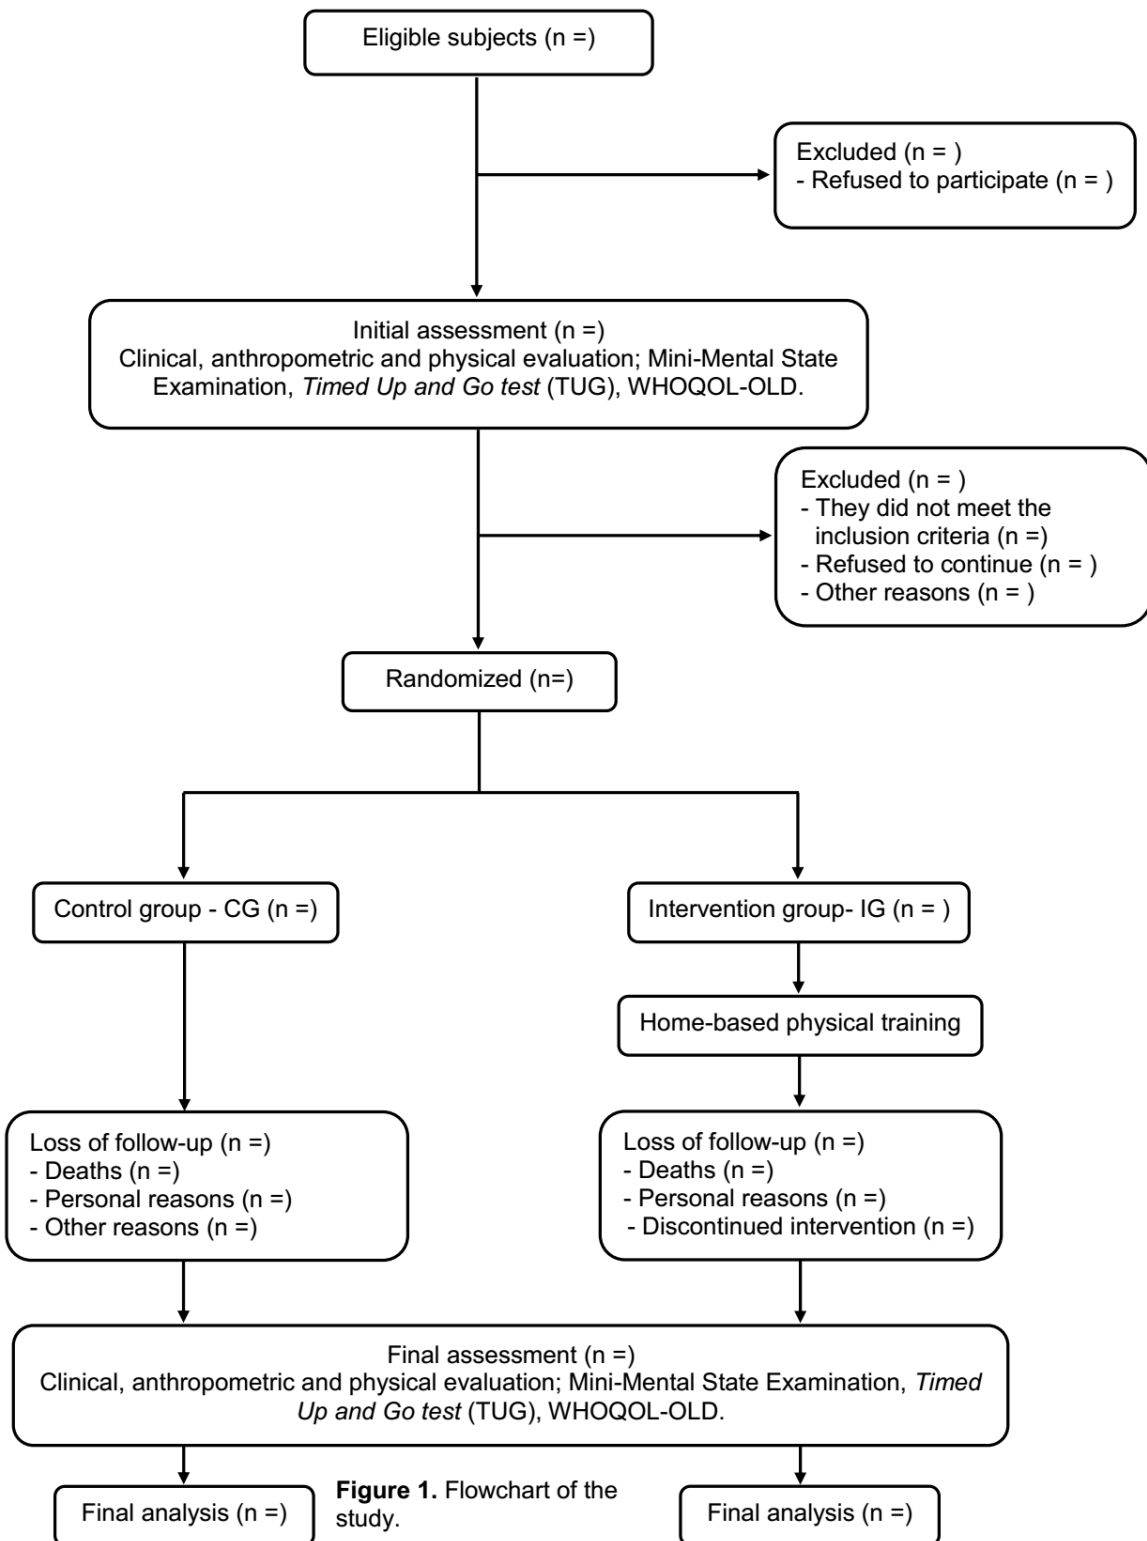 Eligible subjects (n =)
Excluded (n = )
- Refused to participate (n = )
Initial assessment (n =)
Clinical, anthropometric and physical evaluation; Mini-Mental State
Examination, Timed Up and Go test (TUG), WHOQOL-OLD.
Excluded (n = )
- They did not meet the
inclusion criteria (n =)
- Refused to continue (n = )
- Other reasons (n = )
Randomized (n=)
Control group - CG (n =)
Intervention group- IG (n = )
Home-based physical training
Loss of follow-up (n =)
- Deaths (n =)
- Personal reasons (n =)
- Other reasons (n =)
Loss of follow-up (n =)
- Deaths (n =)
- Personal reasons (n =)
- Discontinued intervention (n =)
Final assessment (n =)
Clinical, anthropometric and physical evaluation; Mini-Mental State Examination, Timed
Up and Go test (TUG), WHOQOL-OLD.
Final analysis (n =)
Figure 1. Flowchart of the
study.
Final analysis (n =)